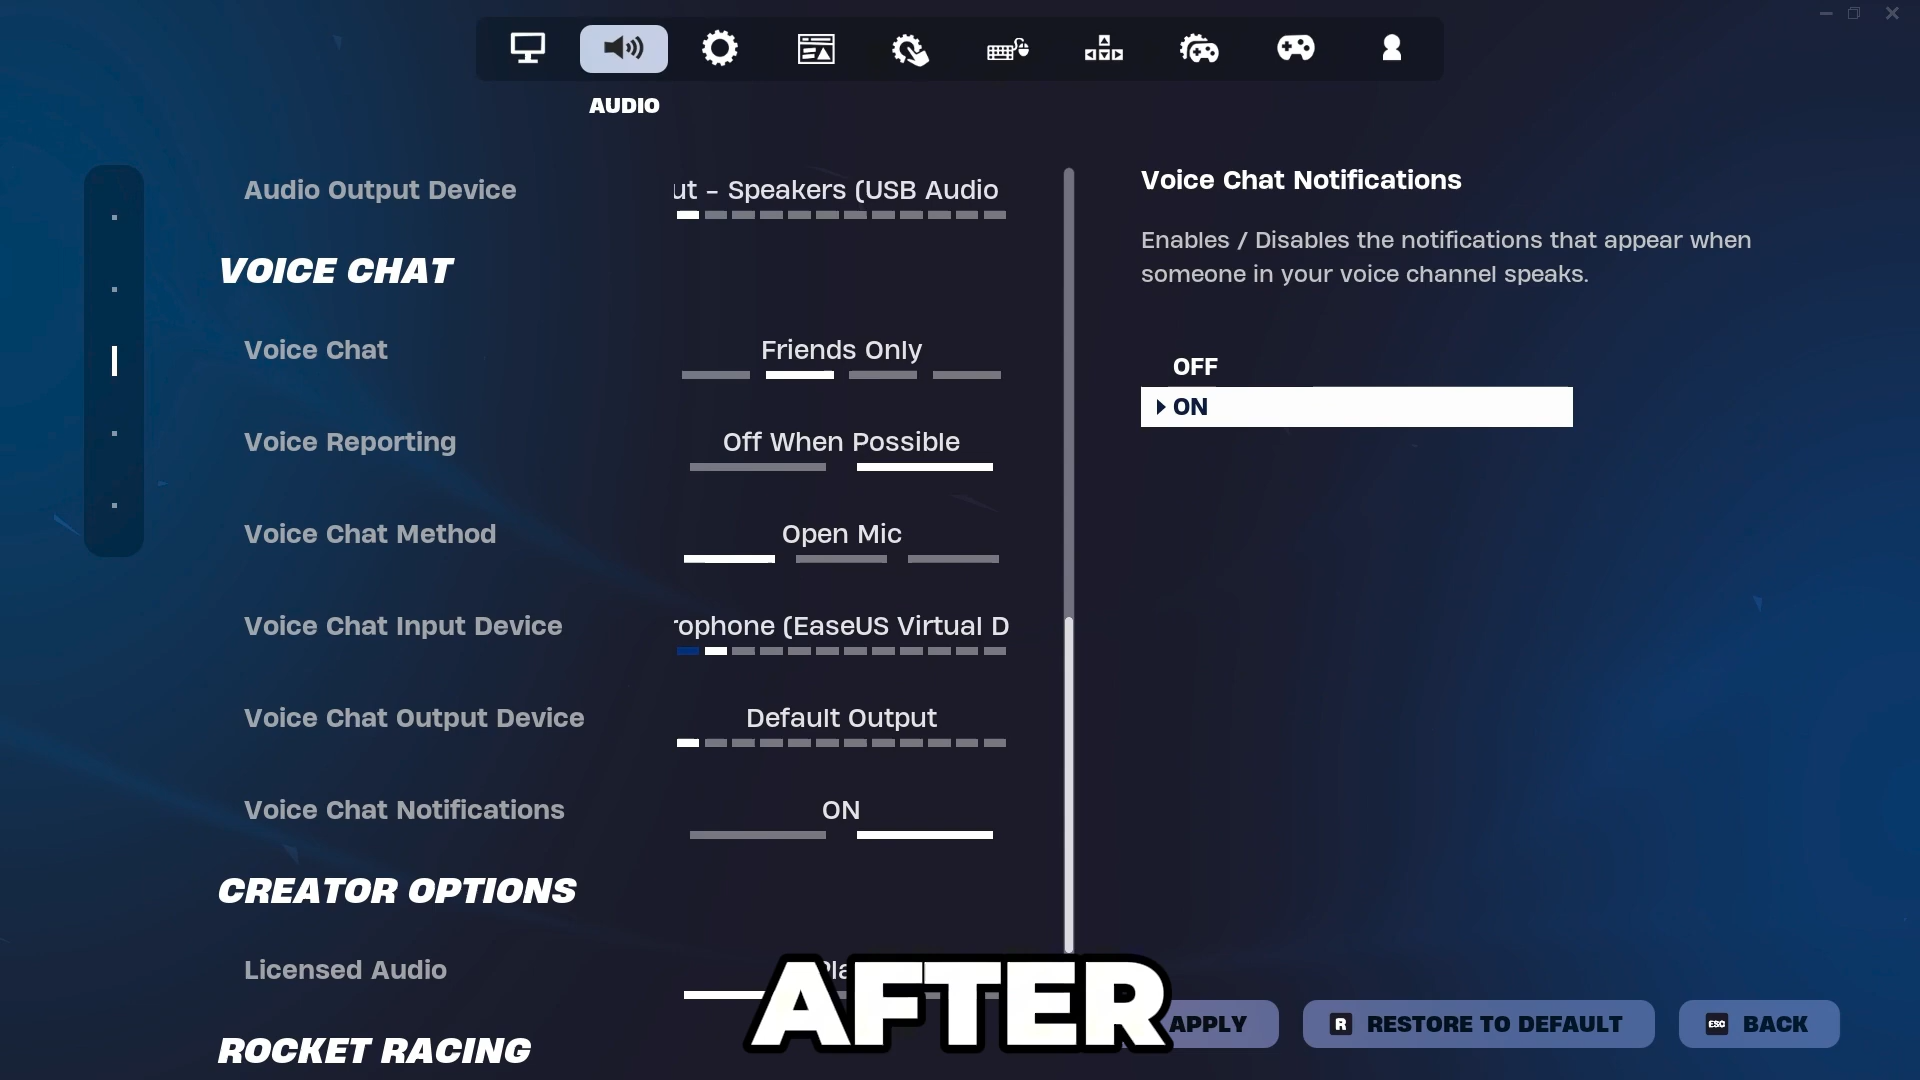 AUDIO
Audio Output Device
ut - Speakers (USB Audio
VOICE CHAT
Voice Chat
Friends Only
Voice Reporting
Off When Possible
Voice Chat Method
Open Mic
Voice Chat Input Device
rophone (EaseUS Virtual D
Voice Chat Output Device
Default Output
Voice Chat Notifications
ON
CREATOR OPTIONS
Licensed Audio
ROCKET RACING
Voice Chat Notifications
Enables / Disables the notifications that appear when
someone in your voice channel speaks.
OFF
ON
AFTER
APPLY
R RESTORE TO DEFAULT
ESC BACK